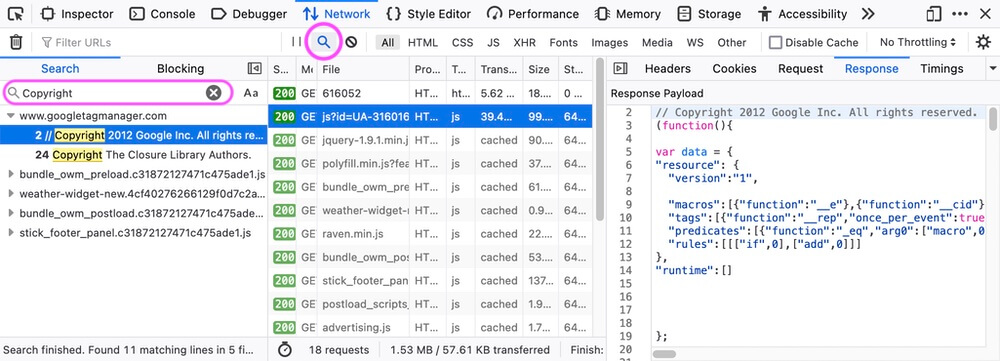 Inspector Console Debugger Network Style Editor Performance Memory Storage Accessibility
Filter URLs All HTML CSS JS XHR Fonts Images Media WS Other Disable Cache No Throttling
Search Blocking
Copyright Aa
www.googletagmanager.com
2 // Copyright 2012 Google Inc. All rights re...
24 Copyright The Closure Library Authors.
bundle_owm_preload.c31872127471c475ade1.js
weather-widget-new.4cf40276266129f0d7c2a...
bundle_owm_postload.c31872127471c475ade...
stick_footer_panel.c31872127471c475ade1.js
Search finished. Found 11 matching lines in 5 fi...
S... Me File Pro... T... Trans... Size St...
200 GE 616052 HT... ht... 5.62 ... 18.... 0 ...
200 GE js?id=UA-316016 HT... js 39.4... 99.... 64...
200 GE jquery-1.9.1.min.j HT... js cached 90.... 64...
200 GE polyfill.min.js?fea HT... js cached 37.... 64...
200 GE bundle_owm_pre HT... js cached 61.... 64...
200 GE weather-widget-n HT... js cached 0.9... 64...
200 GE raven.min.js HT... js cached 22.... 64...
200 GE bundle_owm_pos HT... js cached 53.... 64...
200 GE stick_footer_pan HT... js cached 137... 64...
200 GE postload_scripts_ HT... js cached 1.9... 64...
200 GE advertising.js HT... js cached 1.7... 64...
18 requests 1.53 MB / 57.61 KB transferred Finish:
Headers Cookies Request Response Timings
Response Payload
2 // Copyright 2012 Google Inc. All rights reserved.
3 (function(){
4
5 var data = {
6 "resource": {
7 "version":"1",
8
9 "macros":[{"function":"__e"},{"function":"__cid"}
10 "tags":[{"function":"__rep","once_per_event":true
11 "predicates":[{"function":"_eq","arg0":["macro",0
12 "rules":[[["if",0],["add",0]]]
13 },
14 "runtime":[]
15
16
17
18
19 };
20